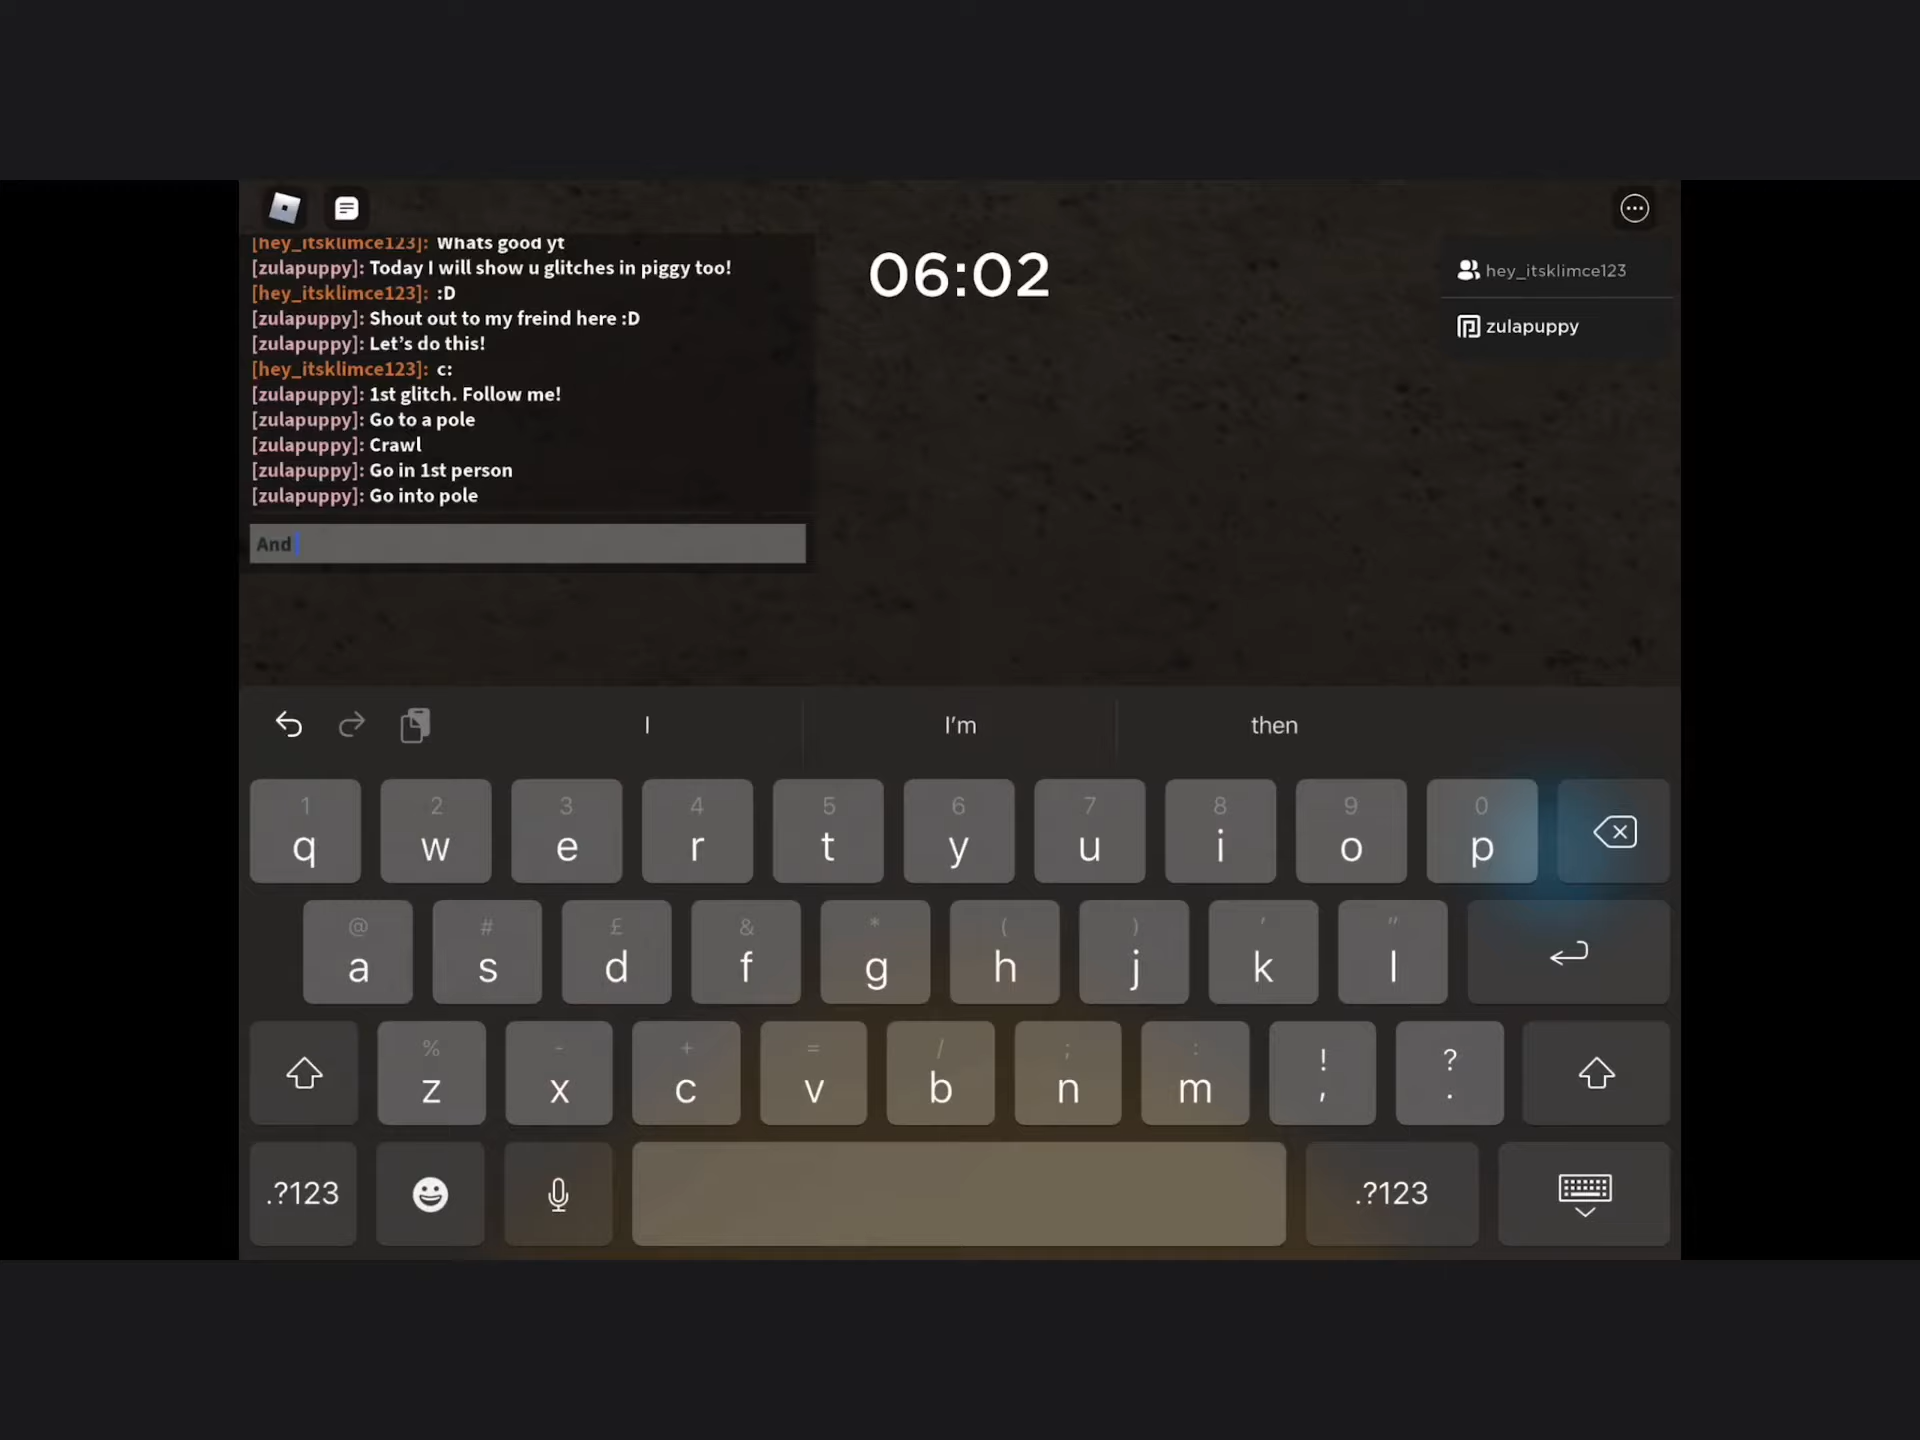 [hey_itsklimce123]: Whats good yt
[zulapuppy]: Today I will show u glitches in piggy too!
[hey_itsklimce123]: :D
[zulapuppy]: Shout out to my freind here :D
[zulapuppy]: Let’s do this!
[hey_itsklimce123]: c:
[zulapuppy]: 1st glitch. Follow me!
[zulapuppy]: Go to a pole
[zulapuppy]: Crawl
[zulapuppy]: Go in 1st person
[zulapuppy]: Go into pole
And
06:02
hey_itsklimce123
zulapuppy
I I’m then
1 2 3 4 5 6 7 8 9 0
q w e r t y u i o p
@ # £ & * ( ) ' "
a s d f g h j k l
% - + = / ; : ! ?
z x c v b n m , .
.?123 .?123